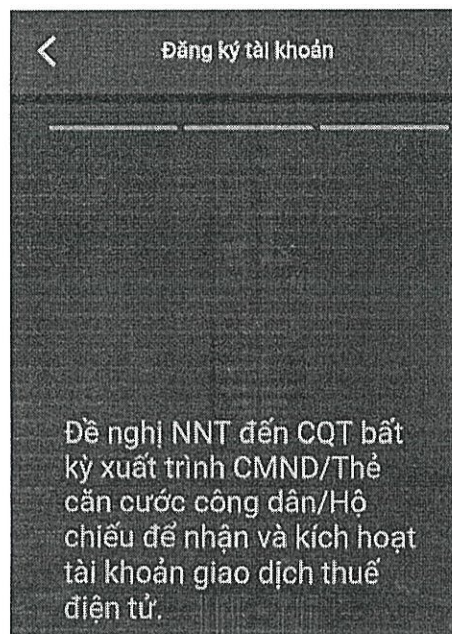 Đăng ký tài khoản
Đề nghị NNT đến CQT bất
kỳ xuất trình CMND/Thẻ
căn cước công dân/Hộ
chiếu để nhận và kích hoạt
tài khoản giao dịch thuế
điện tử.